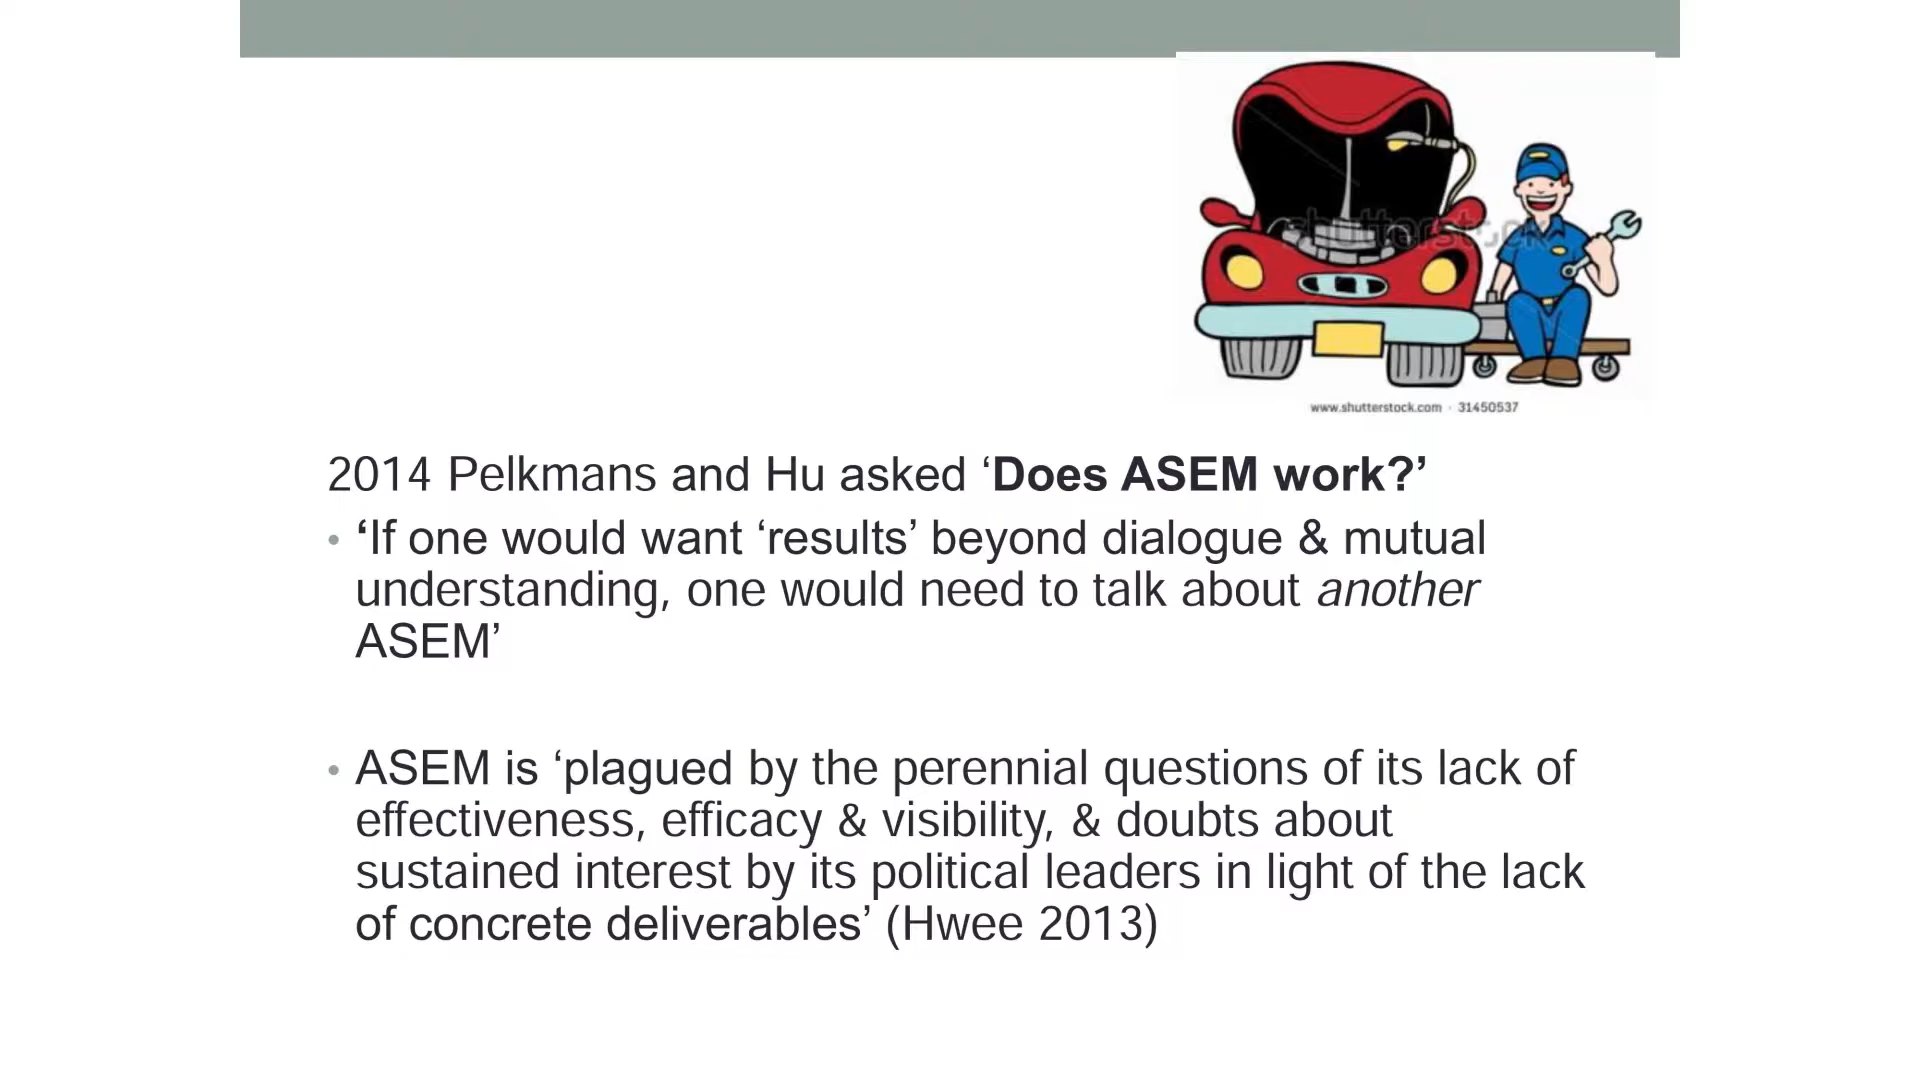 shutterstock
www.shutterstock.com · 31450537
2014 Pelkmans and Hu asked ‘Does ASEM work?’
• ‘If one would want ‘results’ beyond dialogue & mutual
understanding, one would need to talk about another
ASEM’
• ASEM is ‘plagued by the perennial questions of its lack of
effectiveness, efficacy & visibility, & doubts about
sustained interest by its political leaders in light of the lack
of concrete deliverables’ (Hwee 2013)